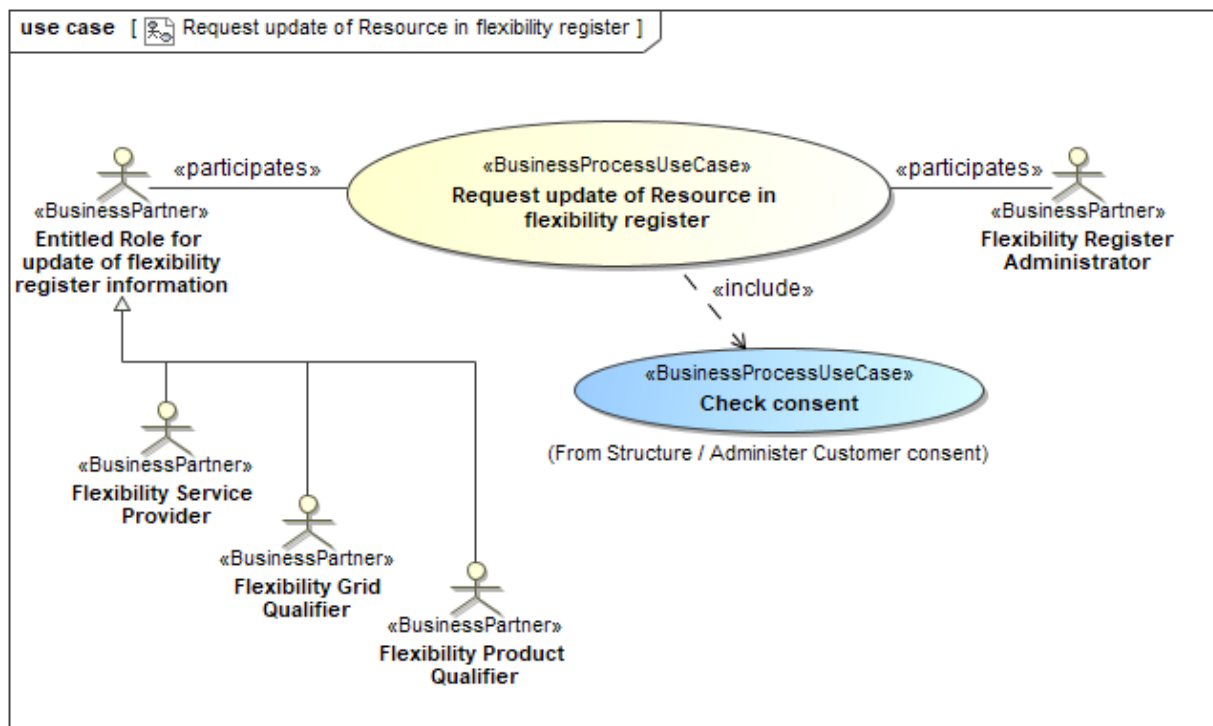 use case [ Request update of Resource in flexibility register ]
«participates»
«BusinessProcessUseCase»
Request update of Resource in
flexibility register
«participates»
«BusinessPartner»
Entitled Role for
update of flexibility
register information
«BusinessPartner»
Flexibility Register
Administrator
«include»
«BusinessProcessUseCase»
Check consent
(From Structure / Administer Customer consent)
«BusinessPartner»
Flexibility Service
Provider
«BusinessPartner»
Flexibility Grid
Qualifier
«BusinessPartner»
Flexibility Product
Qualifier